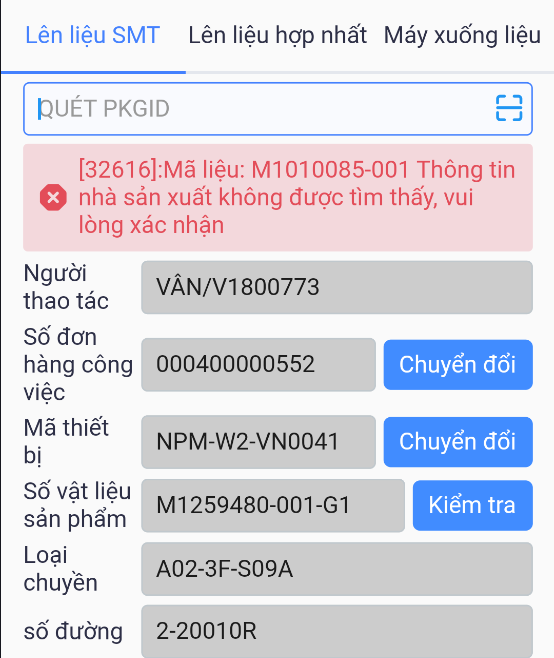 Lên liệu SMT Lên liệu hợp nhất Máy xuống liệu
QUÉT PKGID
[32616]:Mã liệu: M1010085-001 Thông tin
nhà sản xuất không được tìm thấy, vui
lòng xác nhận
Người
thao tác
VÂN/V1800773
Số đơn
hàng công
việc
000400000552
Chuyển đổi
Mã thiết
bị
NPM-W2-VN0041
Chuyển đổi
Số vật liệu
sản phẩm
M1259480-001-G1
Kiểm tra
Loại
chuyền
A02-3F-S09A
số đường
2-20010R